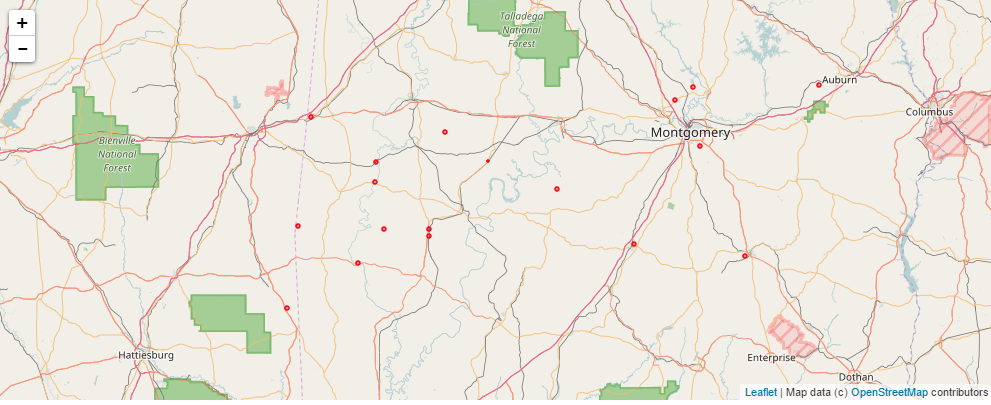 +
−
Talladega
National
Forest
Auburn
Columbus
Montgomery
Bienville
National
Forest
Hattiesburg
Enterprise
Dothan
Leaflet | Map data (c) OpenStreetMap contributors